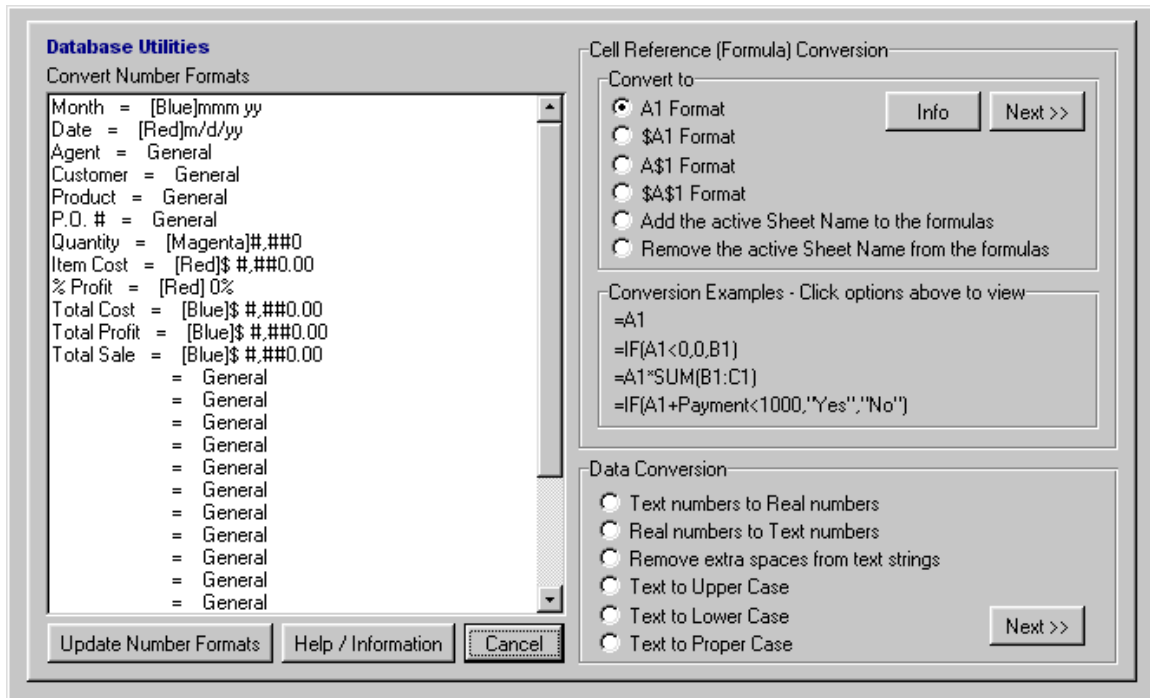 Database Utilities
Convert Number Formats
Month = [Blue]mmm yy
Date = [Red]m/d/yy
Agent = General
Customer = General
Product = General
P.O. # = General
Quantity = [Magenta]#,##0
Item Cost = [Red]$ #,##0.00
% Profit = [Red] 0%
Total Cost = [Blue]$ #,##0.00
Total Profit = [Blue]$ #,##0.00
Total Sale = [Blue]$ #,##0.00
= General
= General
= General
= General
= General
= General
= General
= General
= General
= General
= General
Update Number Formats
Help / Information
Cancel
Cell Reference (Formula) Conversion
Convert to
A1 Format
$A1 Format
A$1 Format
$A$1 Format
Add the active Sheet Name to the formulas
Remove the active Sheet Name from the formulas
Info
Next >>
Conversion Examples - Click options above to view
=A1
=IF(A1<0,0,B1)
=A1*SUM(B1:C1)
=IF(A1+Payment<1000,"Yes","No")
Data Conversion
Text numbers to Real numbers
Real numbers to Text numbers
Remove extra spaces from text strings
Text to Upper Case
Text to Lower Case
Text to Proper Case
Next >>